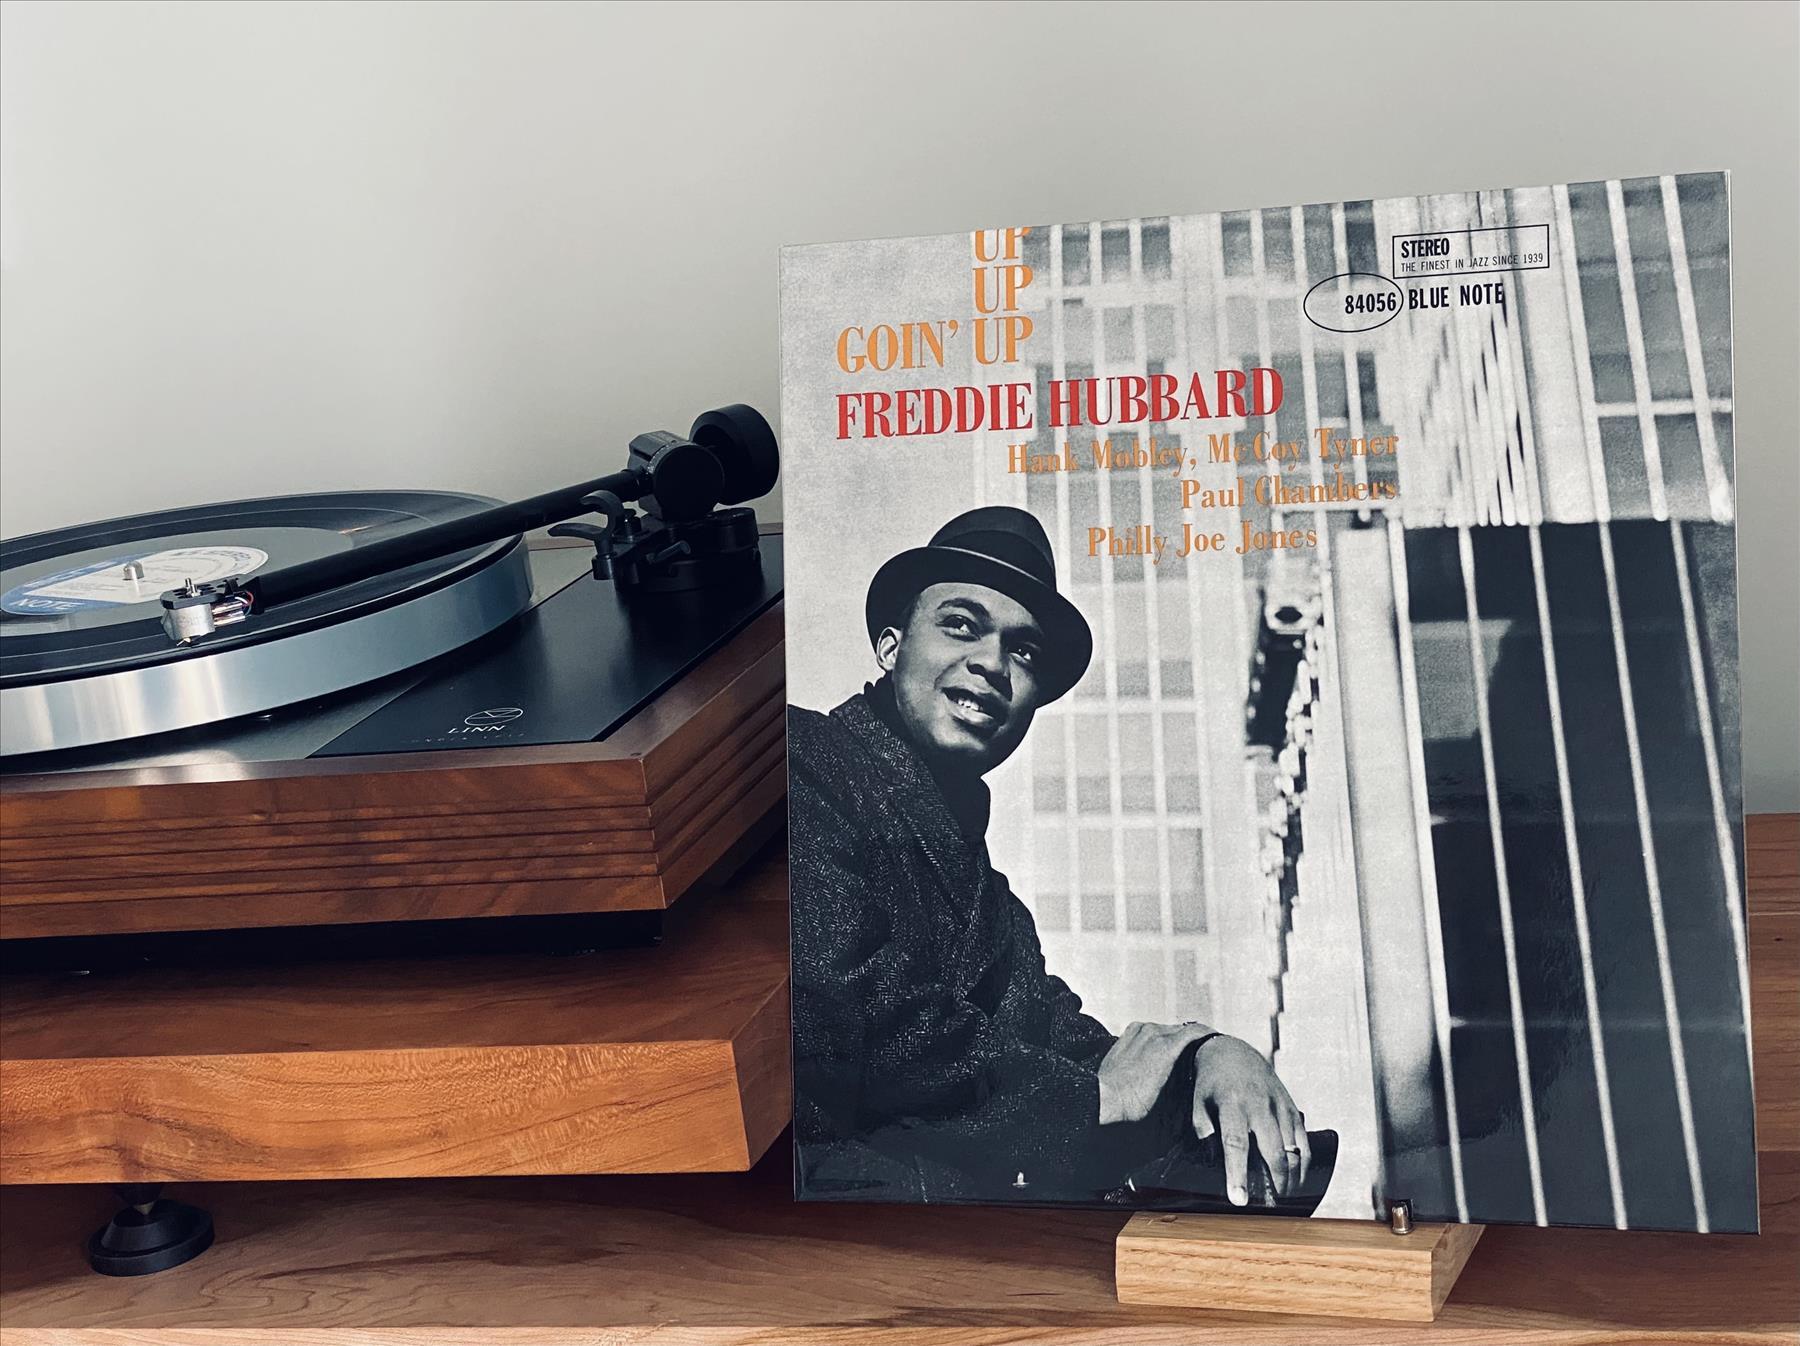 UP
UP
GOIN' UP
FREDDIE HUBBARD
Hank Mobley, McCoy Tyner
Paul Chambers
Philly Joe Jones
STEREO
THE FINEST IN JAZZ SINCE 1939
84056 BLUE NOTE
NOTE
LINN